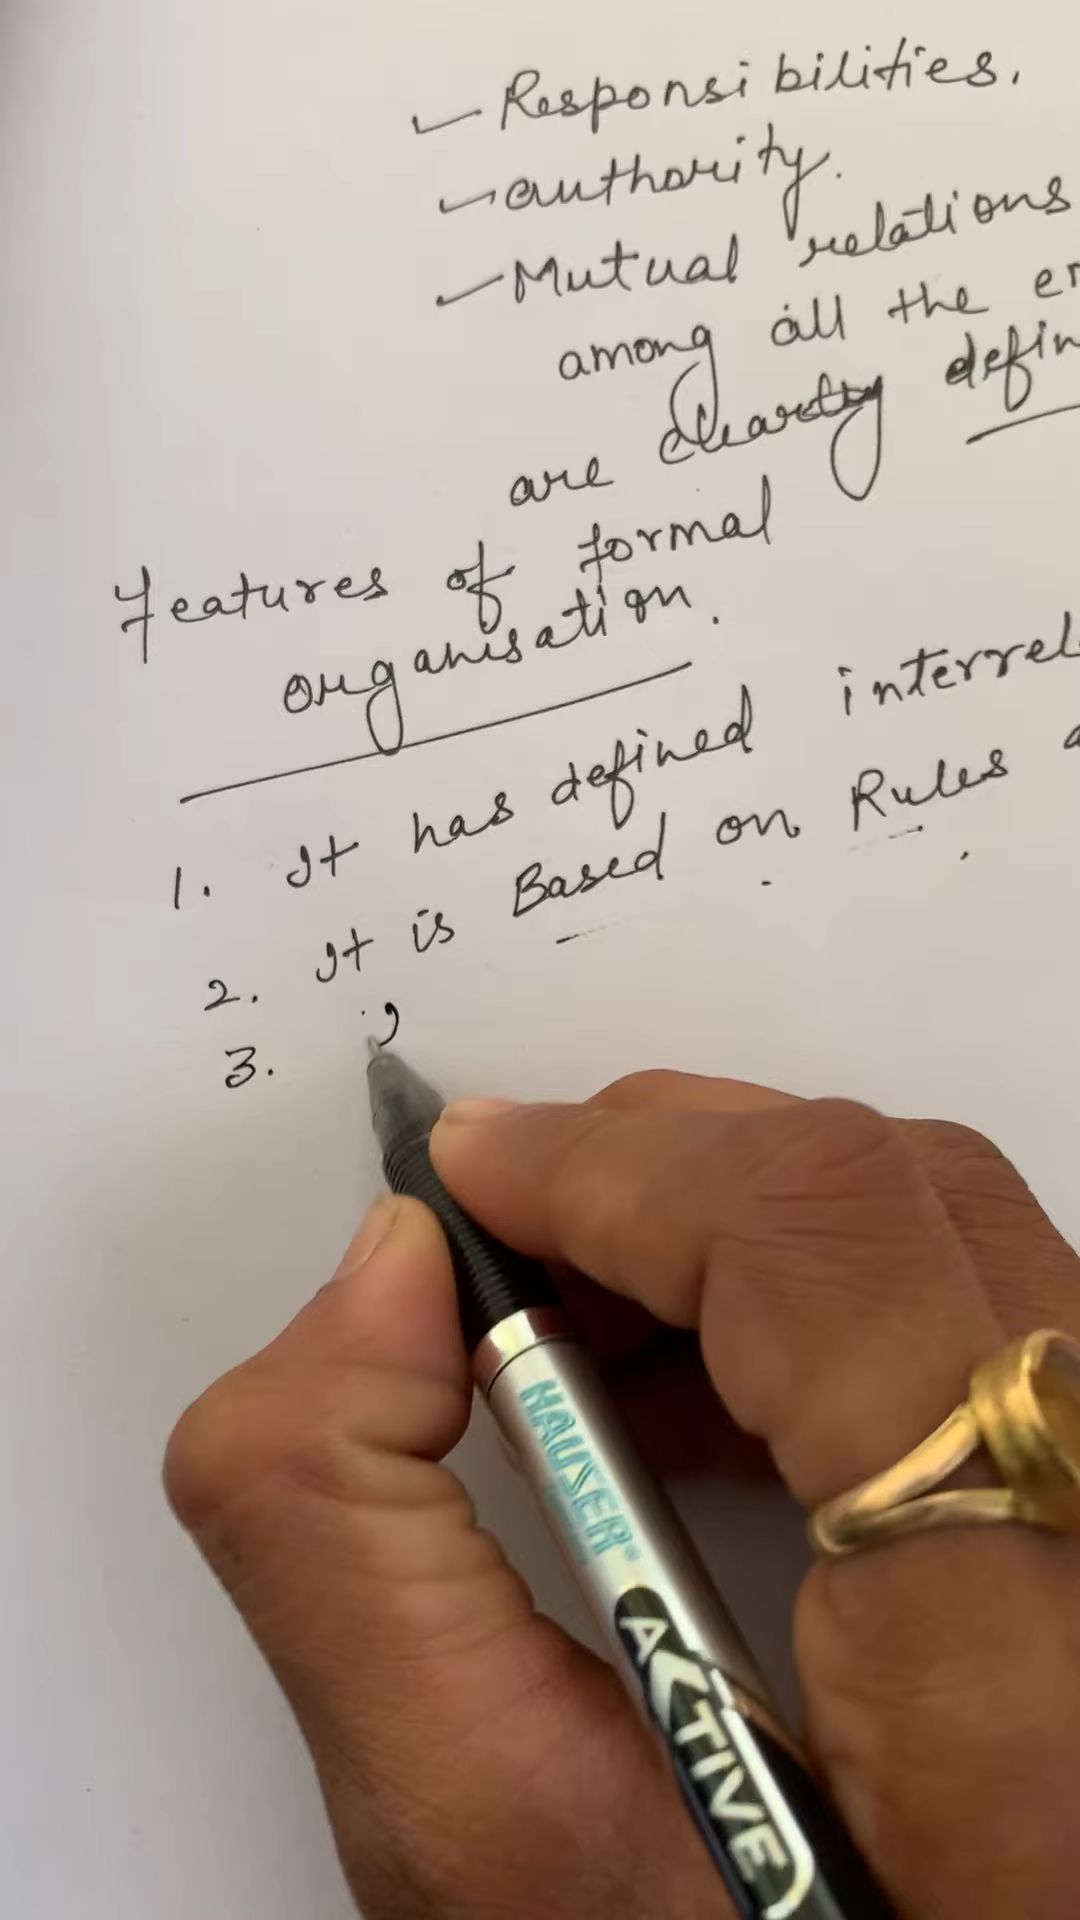 Responsibilities.
authority.
Mutual relations
among all the
are clearly defin
Features of formal
organisation.
1. It has defined interrel
2. It is Based on Rules
3.
HAUSER
ACTIVE